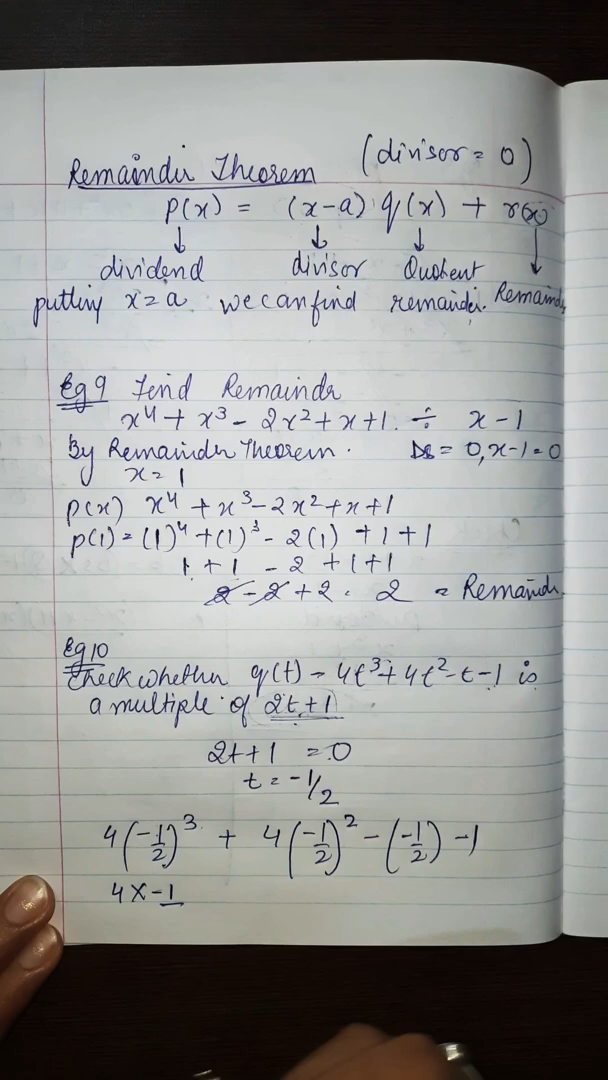 Remainder Theorem (divisor = 0)
p(x) = (x-a) q(x) + r(x)
dividend divisor Quotient Remainder
putting x=a we can find remainder.
Eg 9 Find Remainder
x⁴ + x³ - 2x² + x + 1 ÷ x - 1
By Remainder Theorem. = 0, x-1 = 0
x = 1
p(x) x⁴ + x³ - 2x² + x + 1
p(1) = (1)⁴ + (1)³ - 2(1) + 1 + 1
1 + 1 - 2 + 1 + 1
2 - 2 + 2 = 2 = Remainder
Eg 10
Check whether q(t) = 4t³ + 4t² - t - 1 is
a multiple of 2t + 1
2t + 1 = 0
t = -1/2
4(-1/2)³ + 4(-1/2)² - (-1/2) - 1
4 x -1